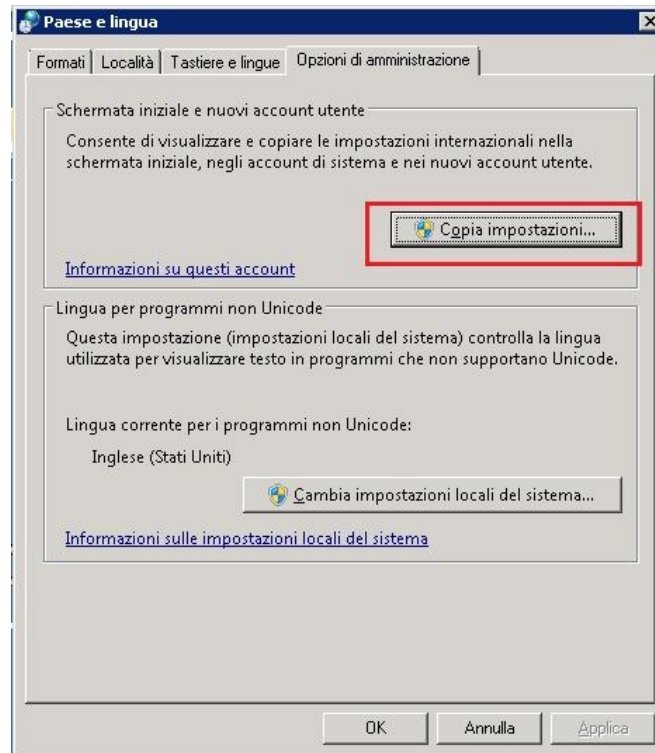 Paese e lingua
Formati
Località
Tastiere e lingue
Opzioni di amministrazione
Schermata iniziale e nuovi account utente
Consente di visualizzare e copiare le impostazioni internazionali nella
schermata iniziale, negli account di sistema e nei nuovi account utente.
Copia impostazioni...
Informazioni su questi account
Lingua per programmi non Unicode
Questa impostazione (impostazioni locali del sistema) controlla la lingua
utilizzata per visualizzare testo in programmi che non supportano Unicode.
Lingua corrente per i programmi non Unicode:
Inglese (Stati Uniti)
Cambia impostazioni locali del sistema...
Informazioni sulle impostazioni locali del sistema
OK
Annulla
Applica